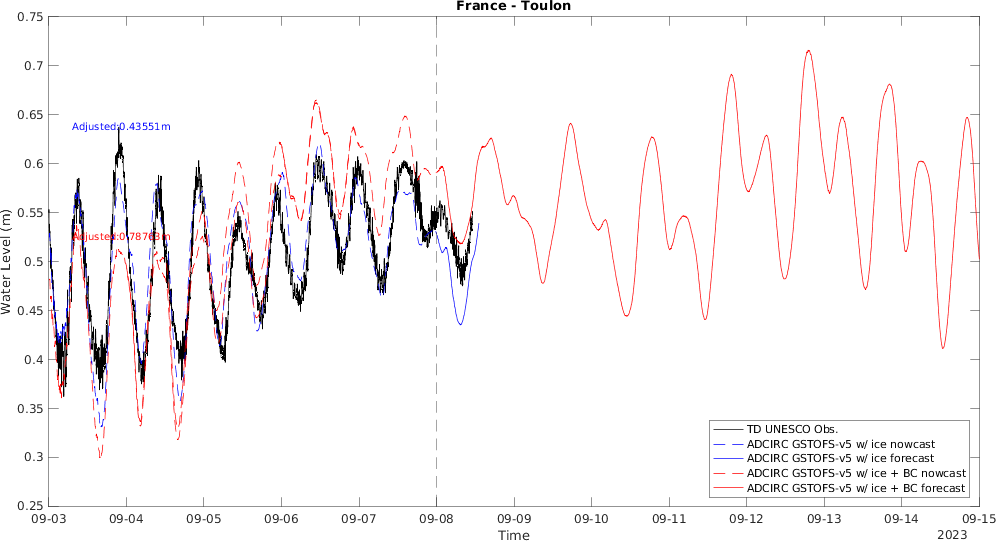 France - Toulon
0.75
0.7
0.65
0.6
0.55
0.5
0.45
0.4
0.35
0.3
0.25
Water Level (m)
Adjusted:0.43551m
TD UNESCO Obs.
ADCIRC GSTOFS-v5 w/ ice nowcast
ADCIRC GSTOFS-v5 w/ ice forecast
ADCIRC GSTOFS-v5 w/ ice + BC nowcast
ADCIRC GSTOFS-v5 w/ ice + BC forecast
09-03 09-04 09-05 09-06 09-07 09-08 09-09 09-10 09-11 09-12 09-13 09-14 09-15
Time
2023